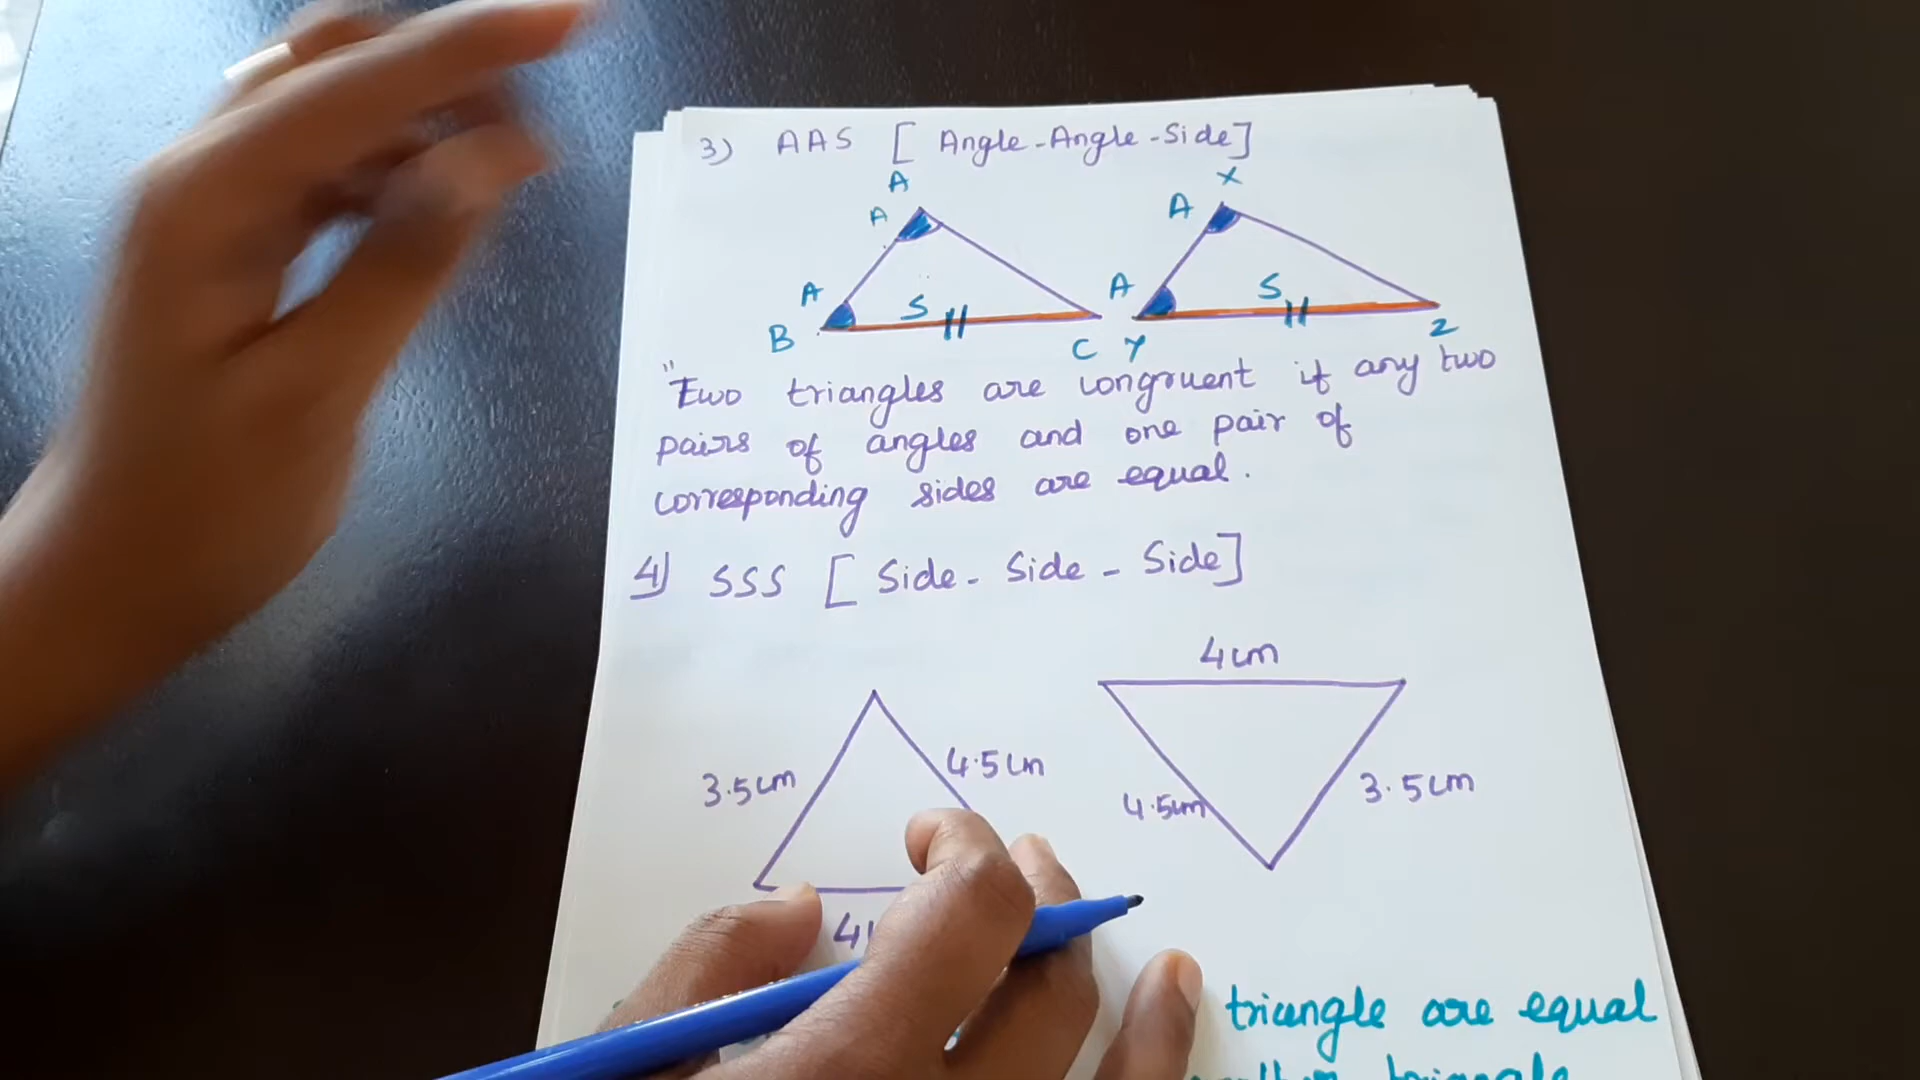 3) AAS [ Angle-Angle-Side]
A X
A A
A S A S
B C Y Z
"Two triangles are congruent if any two
pairs of angles and one pair of
corresponding sides are equal.
4) SSS [ Side - Side - Side]
4cm
3.5cm 4.5cm 4.5cm 3.5cm
triangle are equal
triangle